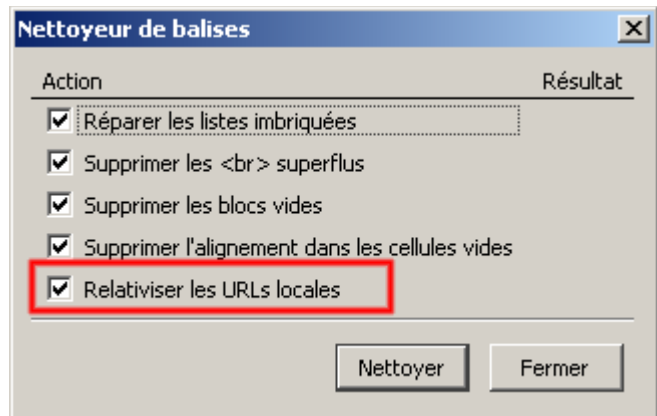 Nettoyeur de balises
Action Résultat
Réparer les listes imbriquées
Supprimer les <br> superflus
Supprimer les blocs vides
Supprimer l'alignement dans les cellules vides
Relativiser les URLs locales
Nettoyer Fermer